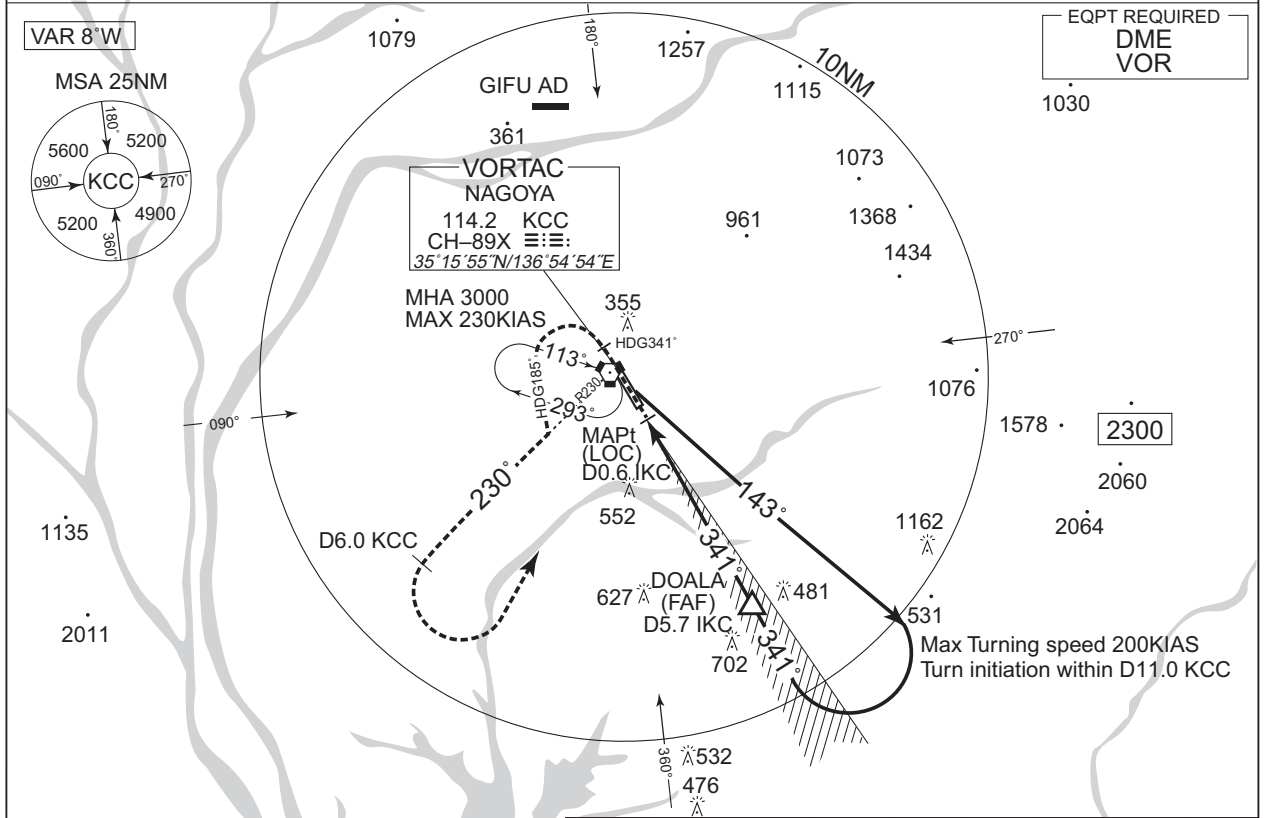 VAR 8°W
MSA 25NM
180°
5600
5200
090°
KCC
270°
5200
4900
360°
1079
180°
1257
10NM
1115
EQPT REQUIRED
DME
VOR
1030
GIFU AD
361
VORTAC
NAGOYA
114.2 KCC
CH–89X
35°15′55″N/136°54′54″E
1073
1368
961
1434
MHA 3000
MAX 230KIAS
355
HDG341°
113°
HDG185°
R230
293°
270°
1076
1578
2300
2060
2064
090°
MAPt
(LOC)
D0.6 IKC
552
230°
143°
1135
D6.0 KCC
1162
341°
627
DOALA
(FAF)
D5.7 IKC
481
531
2011
702
341°
Max Turning speed 200KIAS
Turn initiation within D11.0 KCC
360°
532
476